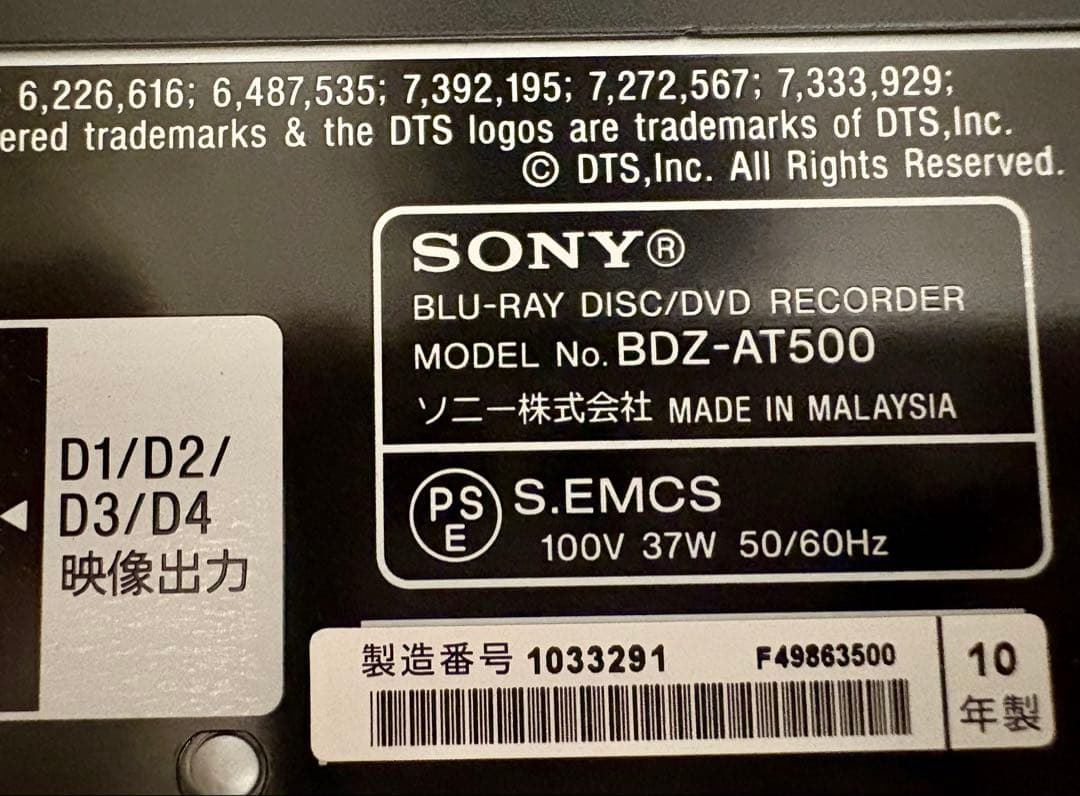 6,226,616; 6,487,535; 7,392,195; 7,272,567; 7,333,929;
ered trademarks & the DTS logos are trademarks of DTS,Inc.
© DTS,Inc. All Rights Reserved.
SONY®
BLU-RAY DISC/DVD RECORDER
MODEL No. BDZ-AT500
ソニー株式会社 MADE IN MALAYSIA
PSE S.EMCS
100V 37W 50/60Hz
D1/D2/
D3/D4
映像出力
製造番号 1033291 F49863500
10
年製